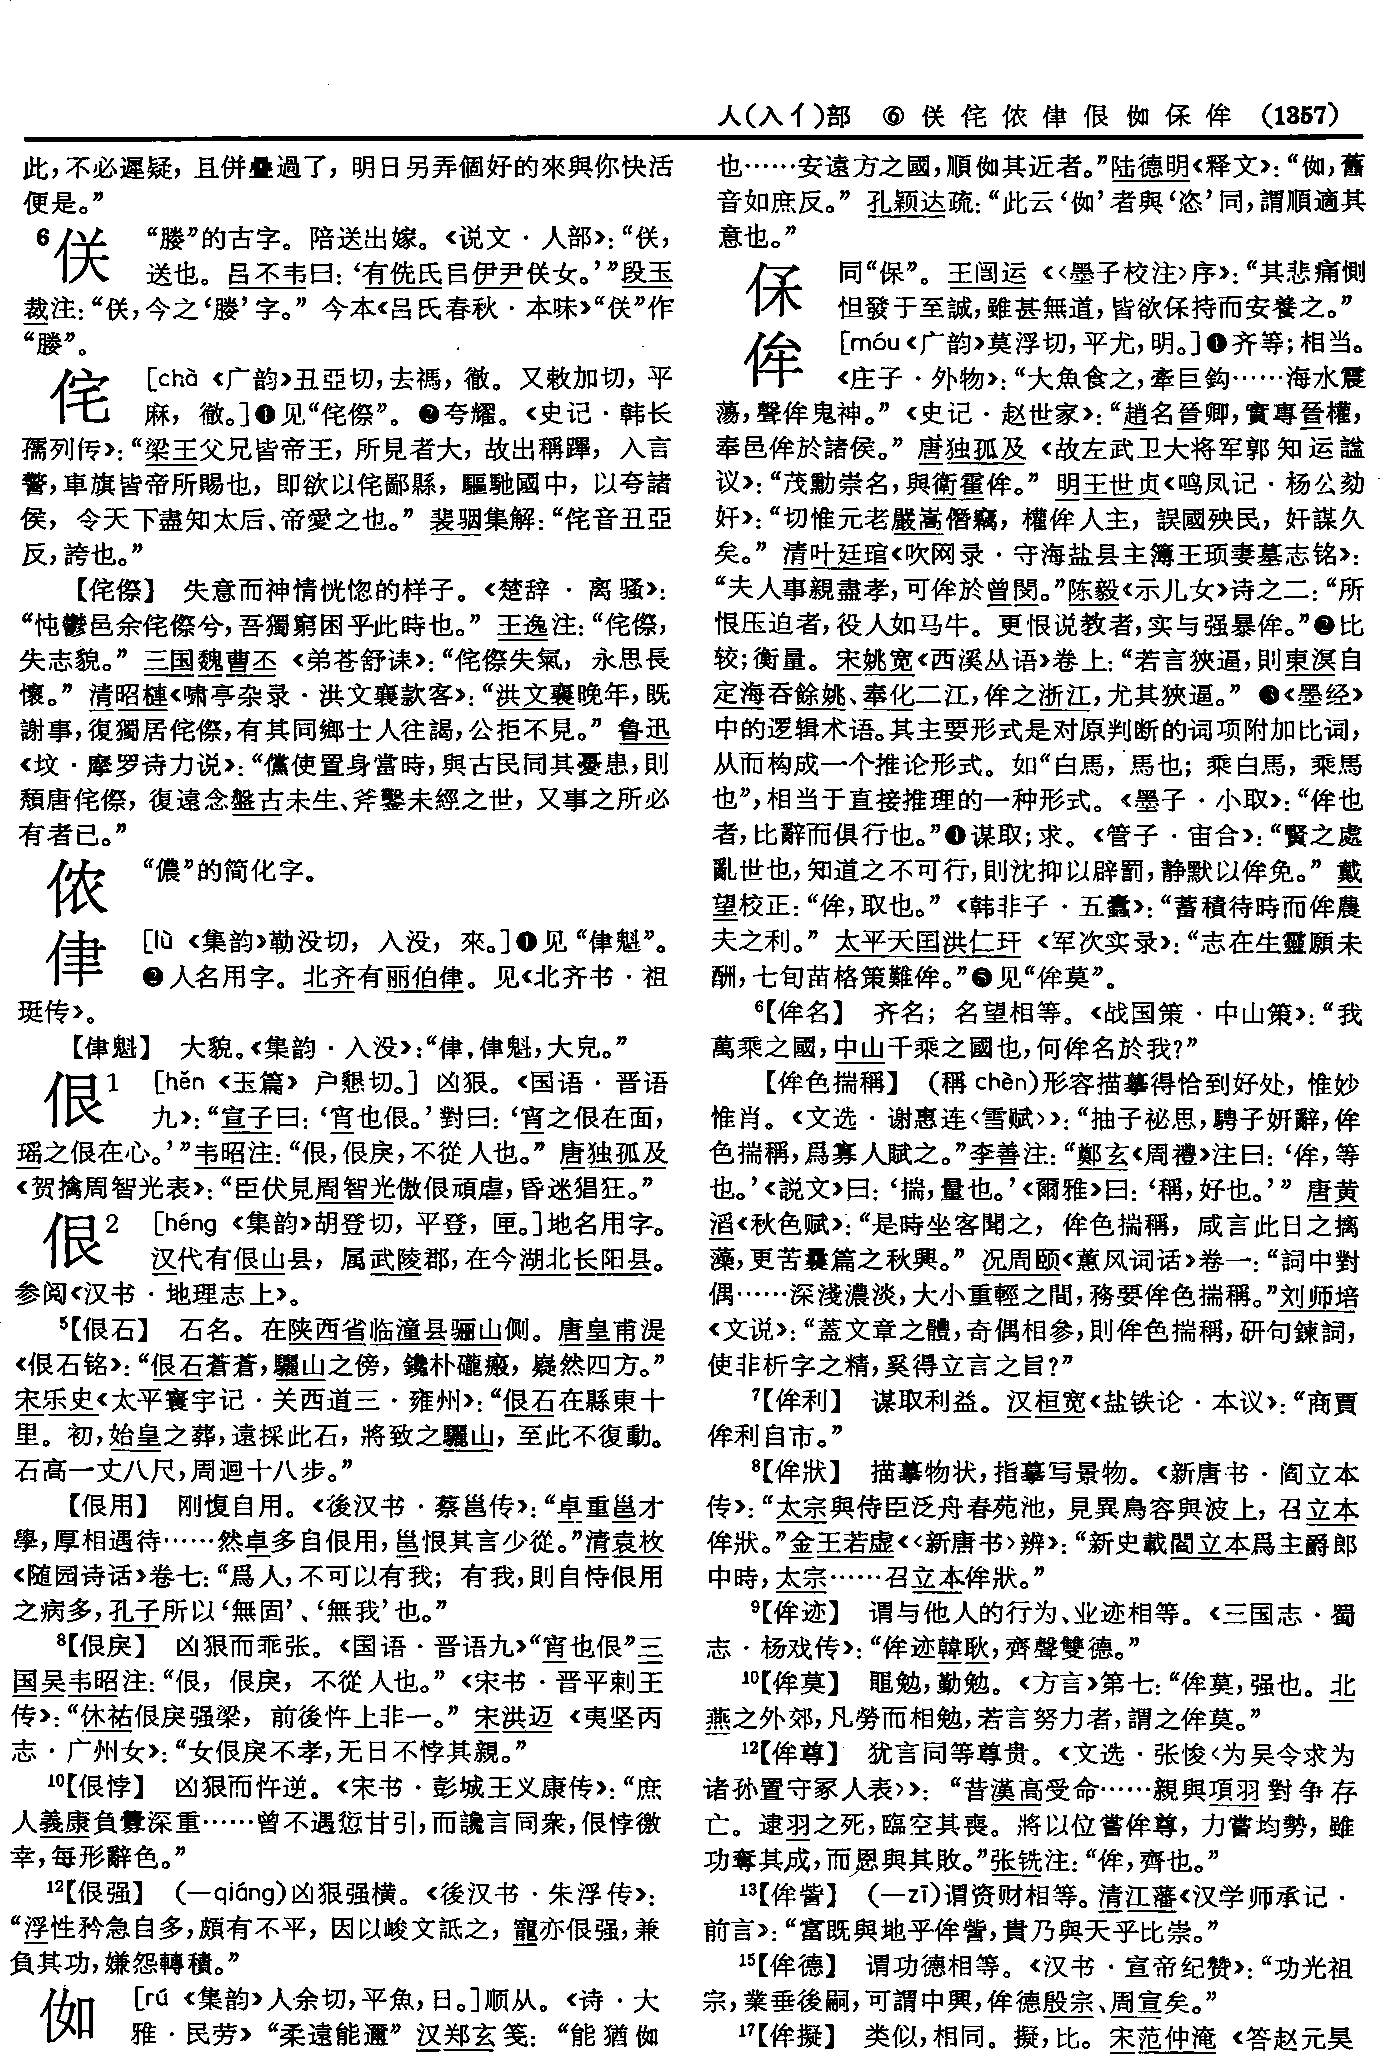 人(入亻)部 ⑥ 佚 侘 侬 侓 佷 㑚 保 侔 (1357)
此，不必遲疑，且併疊過了，明日另弄個好的來與你快活
便是。”
6 㑞 “媵”的古字。陪送出嫁。《说文·人部》：“㑞，
送也。吕不韦曰：‘有侁氏㠯伊尹㑞女。’”段玉
裁注：“㑞，今之‘媵’字。” 今本《吕氏春秋·本味》“㑞”作
“媵”。
侘 [chà 《广韵》丑亞切，去禡，徹。又敕加切，平
麻，徹。]❶见“侘傺”。❷夸耀。《史记·韩长
孺列传》：“梁王父兄皆帝王，所見者大，故出稱蹕，入言
警，車旗皆帝所賜也，即欲以侘鄙縣，驅馳國中，以夸諸
侯，令天下盡知太后、帝愛之也。” 裴骃集解：“侘音丑亞
反，誇也。”
【侘傺】 失意而神情恍惚的样子。《楚辞·离骚》：
“忳鬱邑余侘傺兮，吾獨窮困乎此時也。” 王逸注：“侘傺，
失志貌。” 三国魏曹丕《弟苍舒诔》：“侘傺失氣，永思長
懷。” 清昭槤《啸亭杂录·洪文襄款客》：“洪文襄晚年，既
謝事，復獨居侘傺，有其同鄉士人往謁，公拒不見。” 鲁迅
《坟·摩罗诗力说》：“儻使置身當時，與古民同其憂患，則
頹唐侘傺，復遠念盤古未生、斧鑿未經之世，又事之所必
有者已。”
侬 “儂”的简化字。
侓 [lù 《集韵》勒没切，入没，來。]❶见“侓魁”。
❷人名用字。北齐有丽伯侓。见《北齐书·祖
珽传》。
【侓魁】 大貌。《集韵·入没》：“侓，侓魁，大皃。”
佷1 [hěn 《玉篇》户懇切。] 凶狠。《国语·晋语
九》：“宣子曰：‘宵也佷。’對曰：‘宵之佷在面，
瑶之佷在心。’”韦昭注：“佷，佷戾，不從人也。” 唐独孤及
《贺擒周智光表》：“臣伏見周智光傲佷頑虐，昏迷猖狂。”
佷2 [héng 《集韵》胡登切，平登，匣。]地名用字。
汉代有佷山县，属武陵郡，在今湖北长阳县。
参阅《汉书·地理志上》。
5【佷石】 石名。在陕西省临潼县骊山侧。唐皇甫湜
《佷石铭》：“佷石蒼蒼，驪山之傍，鑱朴礲瘢，嶷然四方。”
宋乐史《太平寰宇记·关西道三·雍州》：“佷石在縣東十
里。初，始皇之葬，遠採此石，將致之驪山，至此不復動。
石高一丈八尺，周迴十八步。”
【佷用】 刚愎自用。《後汉书·蔡邕传》：“卓重邕才
學，厚相遇待……然卓多自佷用，邕恨其言少從。”清袁枚
《随园诗话》卷七：“爲人，不可以有我；有我，則自恃佷用
之病多，孔子所以‘無固’、‘無我’也。”
8【佷戾】 凶狠而乖张。《国语·晋语九》“宵也佷”三
国吴韦昭注：“佷，佷戾，不從人也。”《宋书·晋平剌王
传》：“休祐佷戾强梁，前後忤上非一。” 宋洪迈《夷坚丙
志·广州女》：“女佷戾不孝，无日不悖其親。”
10【佷悖】 凶狠而忤逆。《宋书·彭城王义康传》：“庶
人義康負釁深重……曾不遇愆甘引，而讒言同衆，佷悖徼
幸，每形辭色。”
12【佷强】 (—qiáng)凶狠强横。《後汉书·朱浮传》：
“浮性矜急自多，頗有不平，因以峻文詆之，寵亦佷强，兼
負其功，嫌怨轉積。”
㑚 [rú 《集韵》人余切，平魚，日。]顺从。《诗·大
雅·民劳》“柔遠能邇” 汉郑玄笺：“能猶㑚
也……安遠方之國，順㑚其近者。”陆德明《释文》：“㑚，舊
音如庶反。” 孔颖达疏：“此云‘㑚’者與‘恣’同，謂順適其
意也。”
㑱 同“保”。王闿运《〈墨子校注〉序》：“其悲痛惻
怛發于至誠，雖甚無道，皆欲㑱持而安養之。”
侔 [móu《广韵》莫浮切，平尤，明。]❶齐等；相当。
《庄子·外物》：“大魚食之，牽巨鈎……海水震
蕩，聲侔鬼神。”《史记·赵世家》：“趙名晉卿，實專晉權，
奉邑侔於諸侯。” 唐独孤及《故左武卫大将军郭知运謚
议》：“茂勳崇名，與衛霍侔。” 明王世贞《鸣凤记·杨公劾
奸》：“切惟元老嚴嵩僭竊，權侔人主，誤國殃民，奸謀久
矣。” 清叶廷琯《吹网录·守海盐县主簿王顼妻墓志铭》：
“夫人事親盡孝，可侔於曾閔。”陈毅《示儿女》诗之二：“所
恨压迫者，役人如马牛。更恨说教者，实与强暴侔。”❷比
较；衡量。宋姚宽《西溪丛语》卷上：“若言狹逼，則東溟自
定海吞餘姚、奉化二江，侔之浙江，尤其狹逼。” ❸《墨经》
中的逻辑术语。其主要形式是对原判断的词项附加比词，
从而构成一个推论形式。如“白馬，馬也；乘白馬，乘馬
也”，相当于直接推理的一种形式。《墨子·小取》：“侔也
者，比辭而俱行也。”❹谋取；求。《管子·宙合》：“賢之處
亂世也，知道之不可行，則沈抑以辟罰，静默以侔免。” 戴
望校正：“侔，取也。”《韩非子·五蠹》：“蓄積待時而侔農
夫之利。” 太平天囯洪仁玕《军次实录》：“志在生靈願未
酬，七旬苗格策難侔。”❺见“侔莫”。
6【侔名】 齐名；名望相等。《战国策·中山策》：“我
萬乘之國，中山千乘之國也，何侔名於我？”
【侔色揣稱】 (稱 chèn)形容描摹得恰到好处，惟妙
惟肖。《文选·谢惠连〈雪赋〉》：“抽子祕思，騁子妍辭，侔
色揣稱，爲寡人賦之。”李善注：“鄭玄《周禮》注曰：‘侔，等
也。’《説文》曰：‘揣，量也。’《爾雅》曰：‘稱，好也。’” 唐黄
滔《秋色赋》：“是時坐客聞之，侔色揣稱，咸言此日之摛
藻，更苦曩篇之秋興。” 况周颐《蕙风词话》卷一：“詞中對
偶……深淺濃淡，大小重輕之間，務要侔色揣稱。”刘师培
《文说》：“蓋文章之體，奇偶相參，則侔色揣稱，研句鍊詞，
使非析字之精，奚得立言之旨？”
7【侔利】 谋取利益。汉桓宽《盐铁论·本议》：“商賈
侔利自市。”
8【侔狀】 描摹物状，指摹写景物。《新唐书·阎立本
传》：“太宗與侍臣泛舟春苑池，見異鳥容與波上，召立本
侔狀。”金王若虚《〈新唐书〉辨》：“新史載閻立本爲主爵郎
中時，太宗……召立本侔狀。”
9【侔迹】 谓与他人的行为、业迹相等。《三国志·蜀
志·杨戏传》：“侔迹韓耿，齊聲雙德。”
10【侔莫】 黽勉，勤勉。《方言》第七：“侔莫，强也。北
燕之外郊，凡勞而相勉，若言努力者，謂之侔莫。”
12【侔尊】 犹言同等尊贵。《文选·张悛〈为吴令求为
诸孙置守冢人表〉》：“昔漢高受命……親與項羽對争存
亡。逮羽之死，臨空其喪。將以位嘗侔尊，力嘗均勢，雖
功奪其成，而恩與其敗。”张铣注：“侔，齊也。”
13【侔訾】 (—zī)谓资财相等。清江藩《汉学师承记·
前言》：“富既與地乎侔訾，貴乃與天乎比崇。”
15【侔德】 谓功德相等。《汉书·宣帝纪赞》：“功光祖
宗，業垂後嗣，可謂中興，侔德殷宗、周宣矣。”
17【侔擬】 类似，相同。擬，比。宋范仲淹《答赵元昊